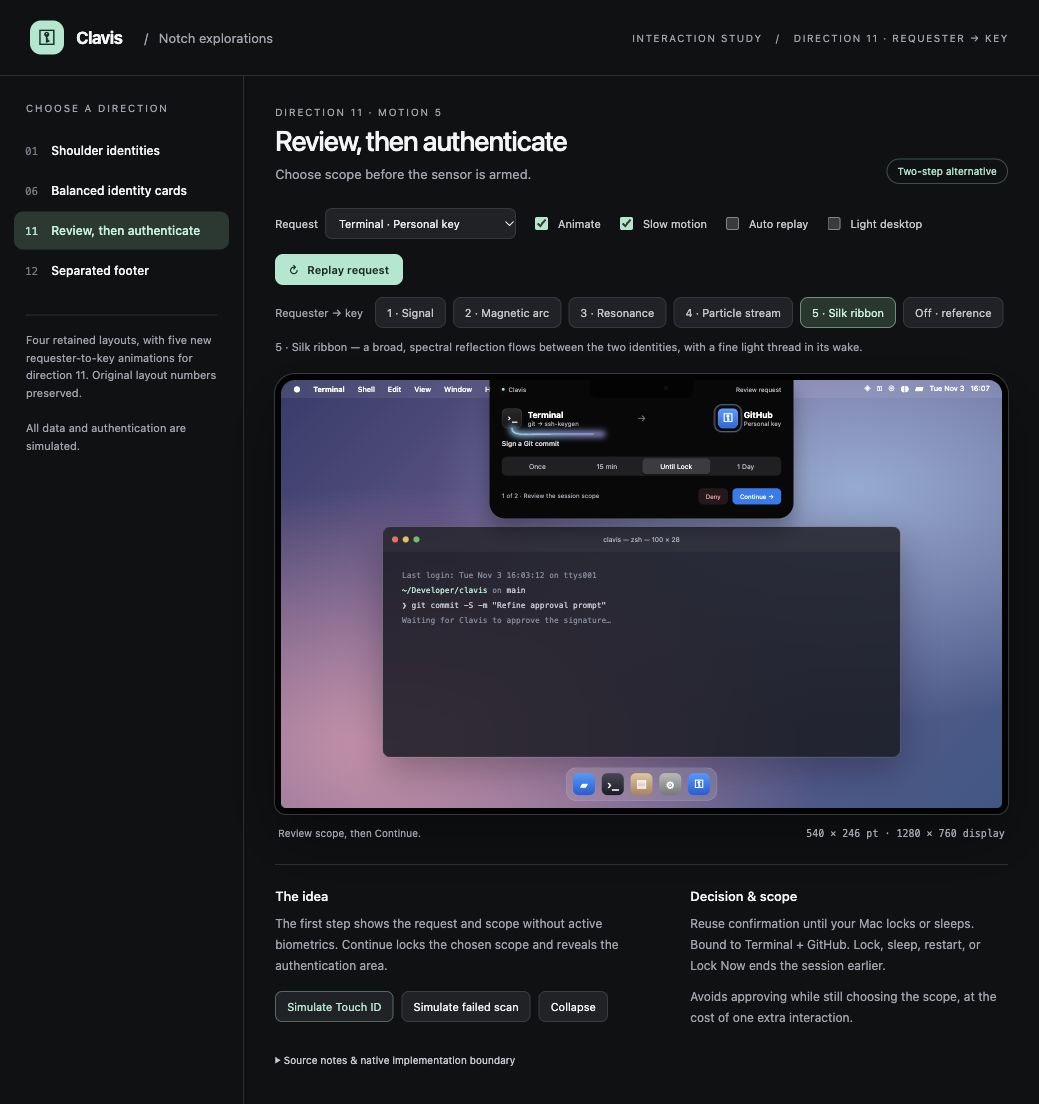 Clavis / Notch explorations
INTERACTION STUDY / DIRECTION 11 · REQUESTER → KEY
CHOOSE A DIRECTION
01 Shoulder identities
06 Balanced identity cards
11 Review, then authenticate
12 Separated footer
Four retained layouts, with five new
requester-to-key animations for
direction 11. Original layout numbers
preserved.
All data and authentication are
simulated.
DIRECTION 11 · MOTION 5
Review, then authenticate
Choose scope before the sensor is armed.
Two-step alternative
Request Terminal · Personal key Animate Slow motion Auto replay Light desktop
↻ Replay request
Requester → key 1 · Signal 2 · Magnetic arc 3 · Resonance 4 · Particle stream 5 · Silk ribbon Off · reference
5 · Silk ribbon — a broad, spectral reflection flows between the two identities, with a fine light thread in its wake.
Terminal Shell Edit View Window H
Tue Nov 3 16:07
Clavis
Review request
Terminal
git → ssh-keygen
→
GitHub
Personal key
Sign a Git commit
Once 15 min Until Lock 1 Day
1 of 2 · Review the session scope
Deny Continue →
clavis — zsh — 100 × 28
Last login: Tue Nov 3 16:03:12 on ttys001
~/Developer/clavis on main
❯ git commit -S -m "Refine approval prompt"
Waiting for Clavis to approve the signature…
Review scope, then Continue.
540 × 246 pt · 1280 × 760 display
The idea
The first step shows the request and scope without active
biometrics. Continue locks the chosen scope and reveals the
authentication area.
Simulate Touch ID Simulate failed scan Collapse
Decision & scope
Reuse confirmation until your Mac locks or sleeps.
Bound to Terminal + GitHub. Lock, sleep, restart, or
Lock Now ends the session earlier.
Avoids approving while still choosing the scope, at the
cost of one extra interaction.
Source notes & native implementation boundary